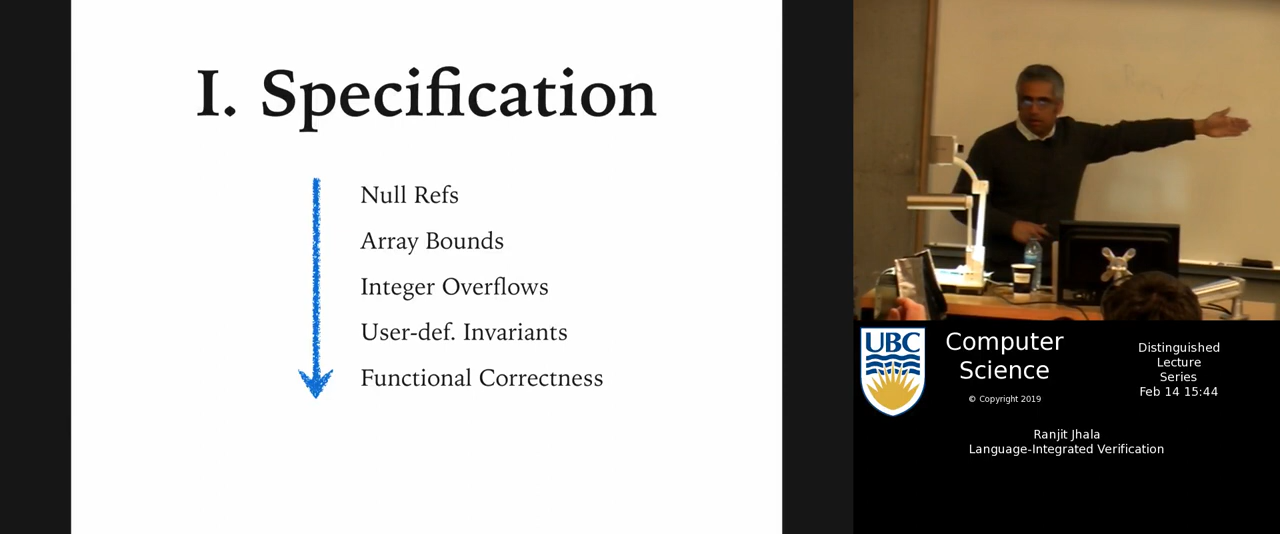 I. Specification
Null Refs
Array Bounds
Integer Overflows
User-def. Invariants
Functional Correctness
UBC
Computer
Science
© Copyright 2019
Distinguished
Lecture
Series
Feb 14 15:44
Ranjit Jhala
Language-Integrated Verification